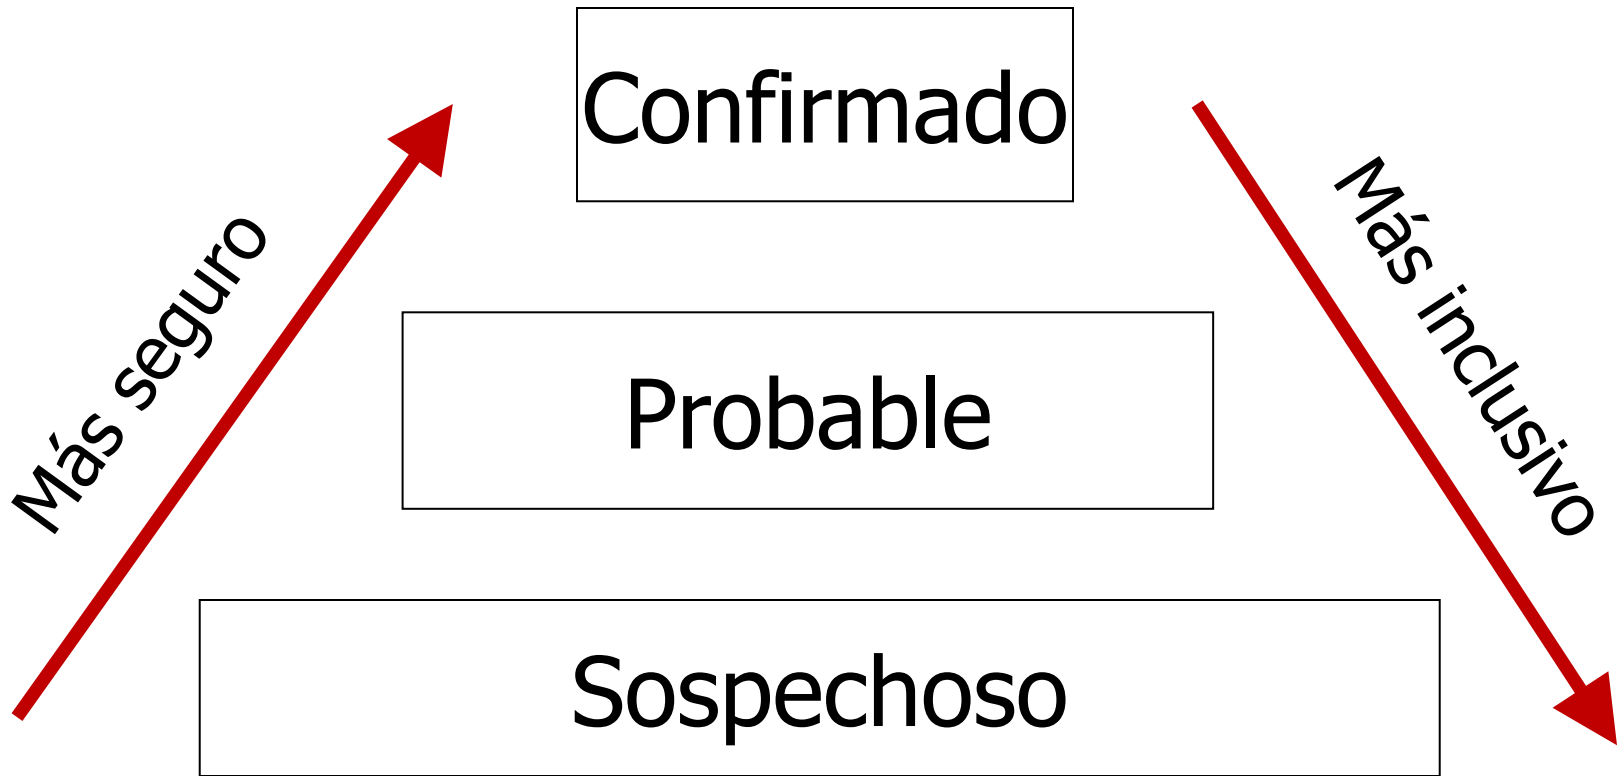 Confirmado
Más seguro
Más inclusivo
Probable
Sospechoso